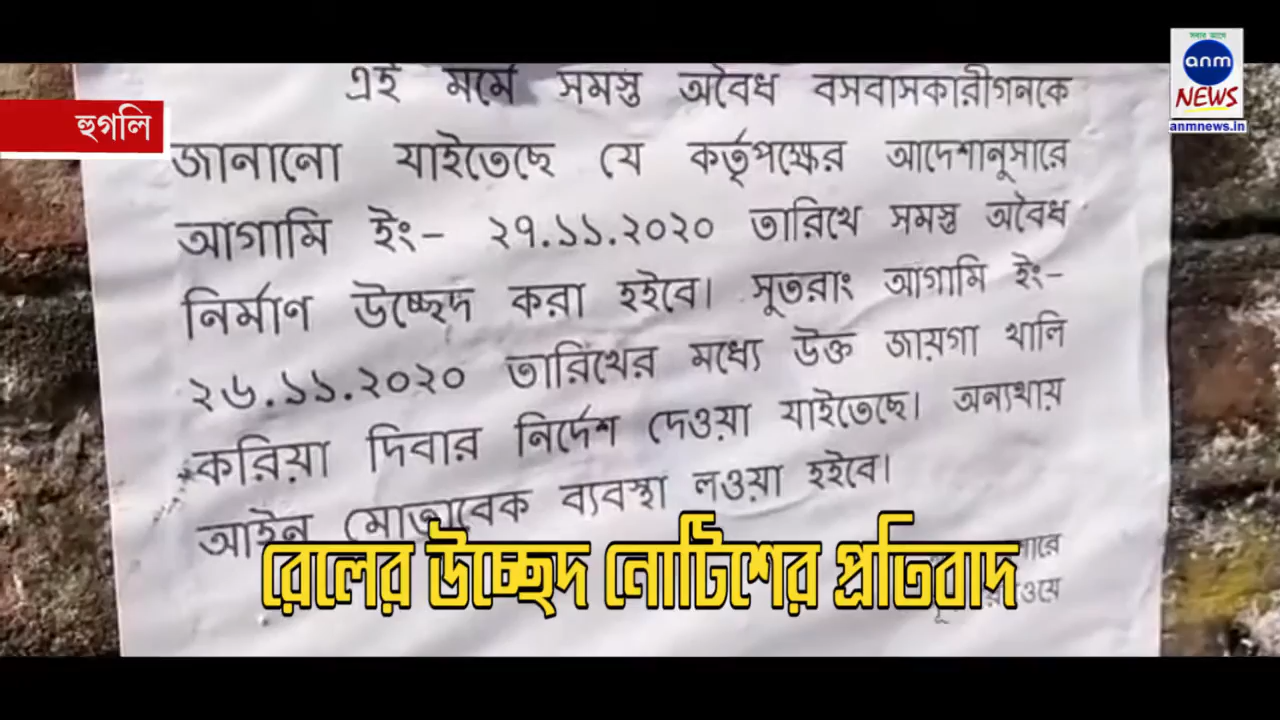 সবার আগে
anm
NEWS
anmnews.in
হুগলি
এই মর্মে সমস্ত অবৈধ বসবাসকারীগনকে
জানানো যাইতেছে যে কর্তৃপক্ষের আদেশানুসারে
আগামি ইং- ২৭.১১.২০২০ তারিখে সমস্ত অবৈধ
নির্মাণ উচ্ছেদ করা হইবে। সুতরাং আগামি ইং-
২৬.১১.২০২০ তারিখের মধ্যে উক্ত জায়গা খালি
করিয়া দিবার নির্দেশ দেওয়া যাইতেছে। অন্যথায়
আইন মোতাবেক ব্যবস্থা লওয়া হইবে।
রেলের উচ্ছেদ নোটিশের প্রতিবাদ